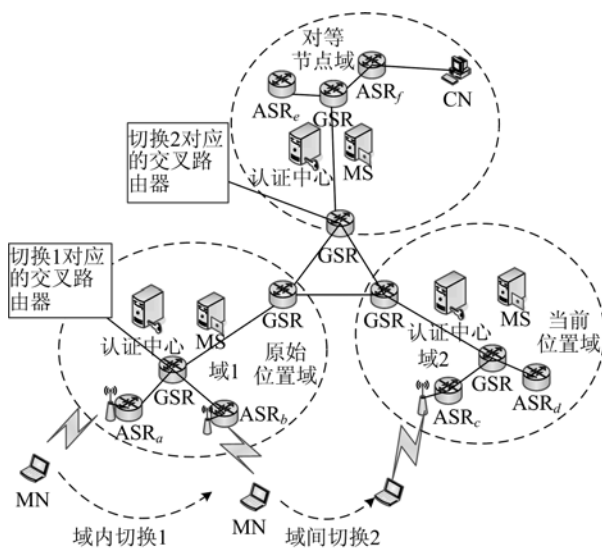 对等
节点域
CN
ASRe
GSR
ASRf
切换2对应
的交叉路
由器
认证中心
MS
GSR
切换1对应
的交叉路
由器
GSR
GSR
认证中心
MS
域1
原始
位置域
GSR
ASRa
ASRb
认证中心
MS
域2
当前
位置域
GSR
ASRc
ASRd
MN
MN
域内切换1
域间切换2